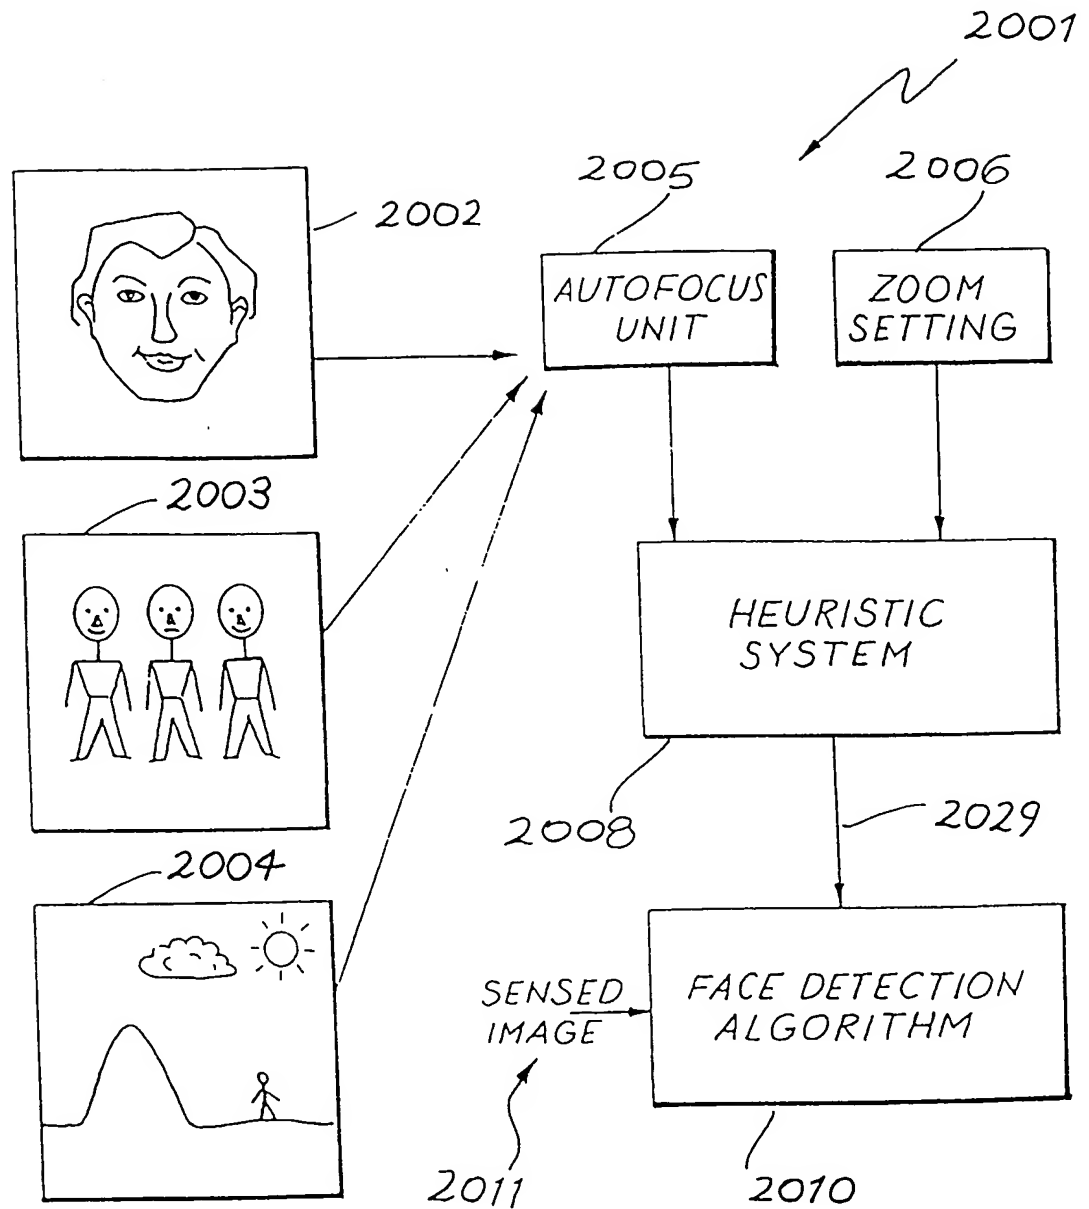 2001
2005
2006
2002
AUTOFOCUS
UNIT
ZOOM
SETTING
2003
HEURISTIC
SYSTEM
2008
2029
2004
SENSED
IMAGE
FACE DETECTION
ALGORITHM
2011
2010